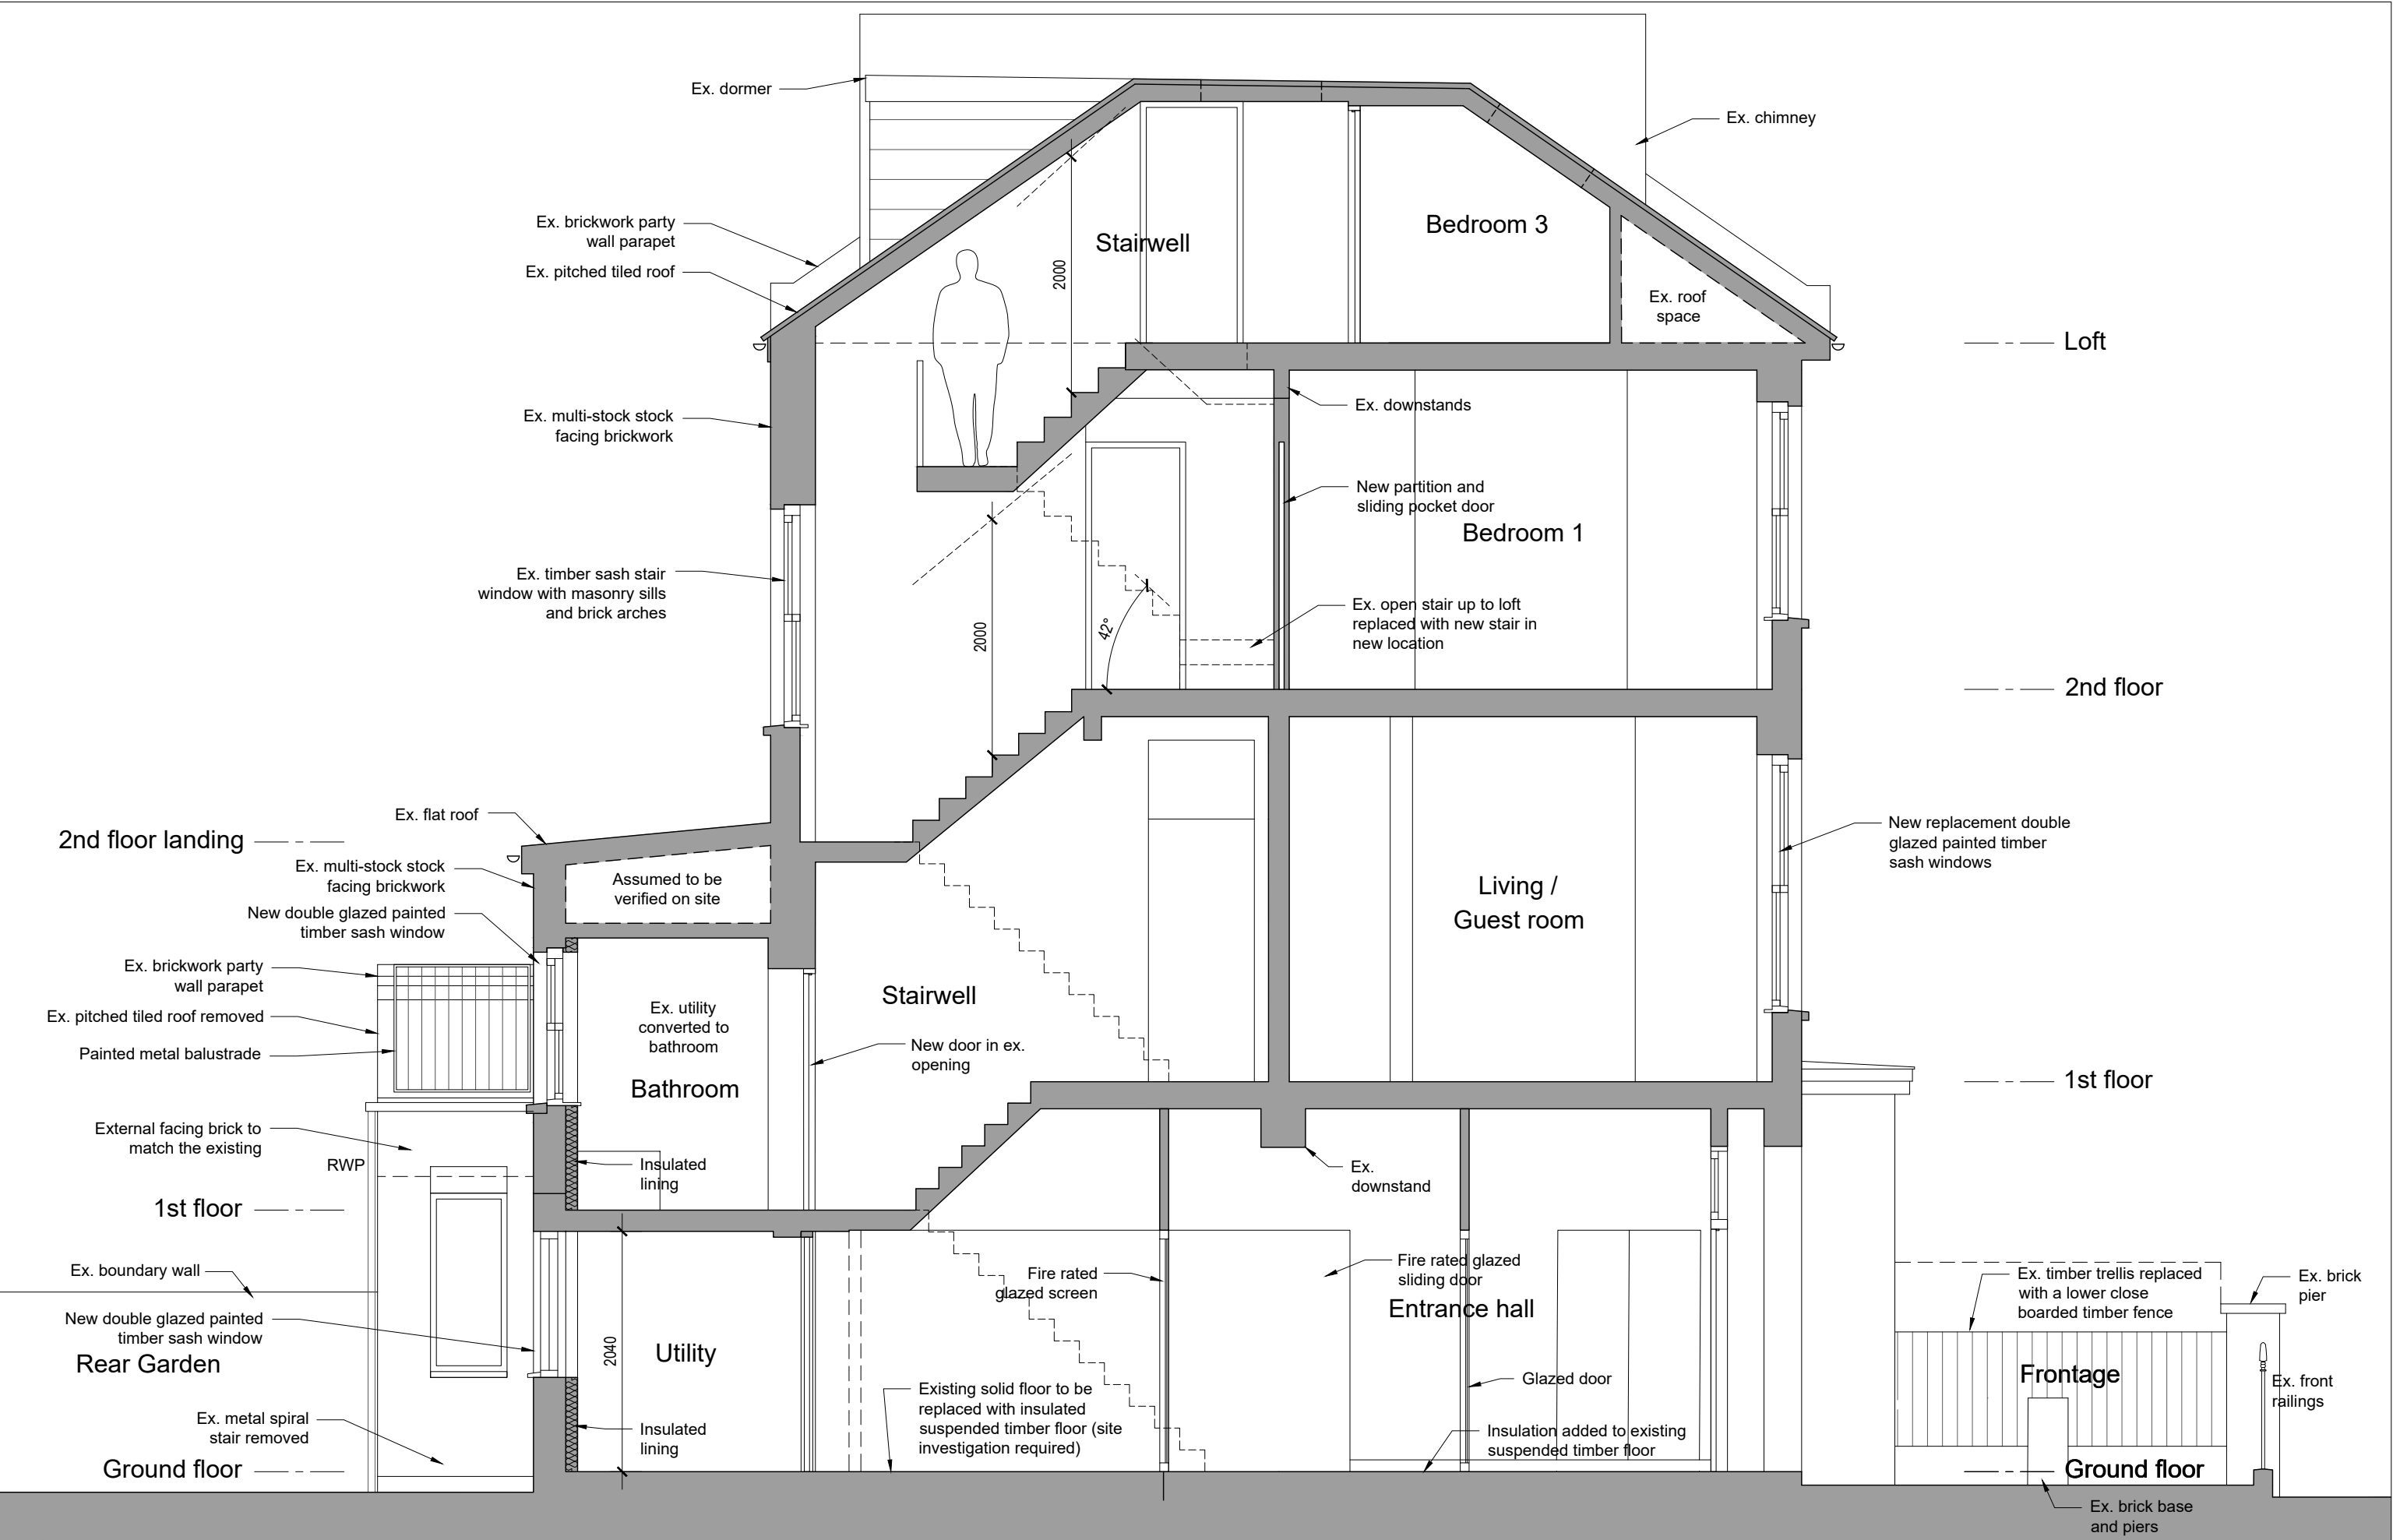 Ex. dormer
Ex. chimney
Ex. brickwork party
wall parapet
Ex. pitched tiled roof
Stairwell
2000
Bedroom 3
Ex. roof
space
Loft
Ex. multi-stock stock
facing brickwork
Ex. downstands
New partition and
sliding pocket door
Bedroom 1
Ex. timber sash stair
window with masonry sills
and brick arches
2000
42°
Ex. open stair up to loft
replaced with new stair in
new location
2nd floor
Ex. flat roof
2nd floor landing
Ex. multi-stock stock
facing brickwork
Assumed to be
verified on site
New double glazed painted
timber sash window
New replacement double
glazed painted timber
sash windows
Living /
Guest room
Ex. brickwork party
wall parapet
Ex. pitched tiled roof removed
Painted metal balustrade
Ex. utility
converted to
bathroom
Bathroom
Stairwell
New door in ex.
opening
1st floor
External facing brick to
match the existing
RWP
Insulated
lining
Ex.
downstand
1st floor
Ex. boundary wall
New double glazed painted
timber sash window
Rear Garden
2040
Utility
Fire rated
glazed screen
Fire rated glazed
sliding door
Entrance hall
Ex. timber trellis replaced
with a lower close
boarded timber fence
Ex. brick
pier
Frontage
Ex. front
railings
Glazed door
Existing solid floor to be
replaced with insulated
suspended timber floor (site
investigation required)
Insulation added to existing
suspended timber floor
Ex. metal spiral
stair removed
Insulated
lining
Ground floor
Ground floor
Ex. brick base
and piers